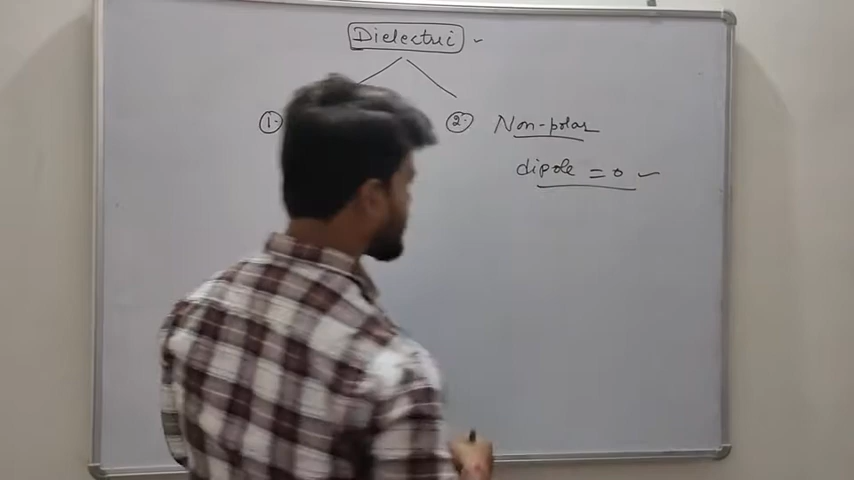 Dielectric
1.
2. Non-polar
dipole = 0